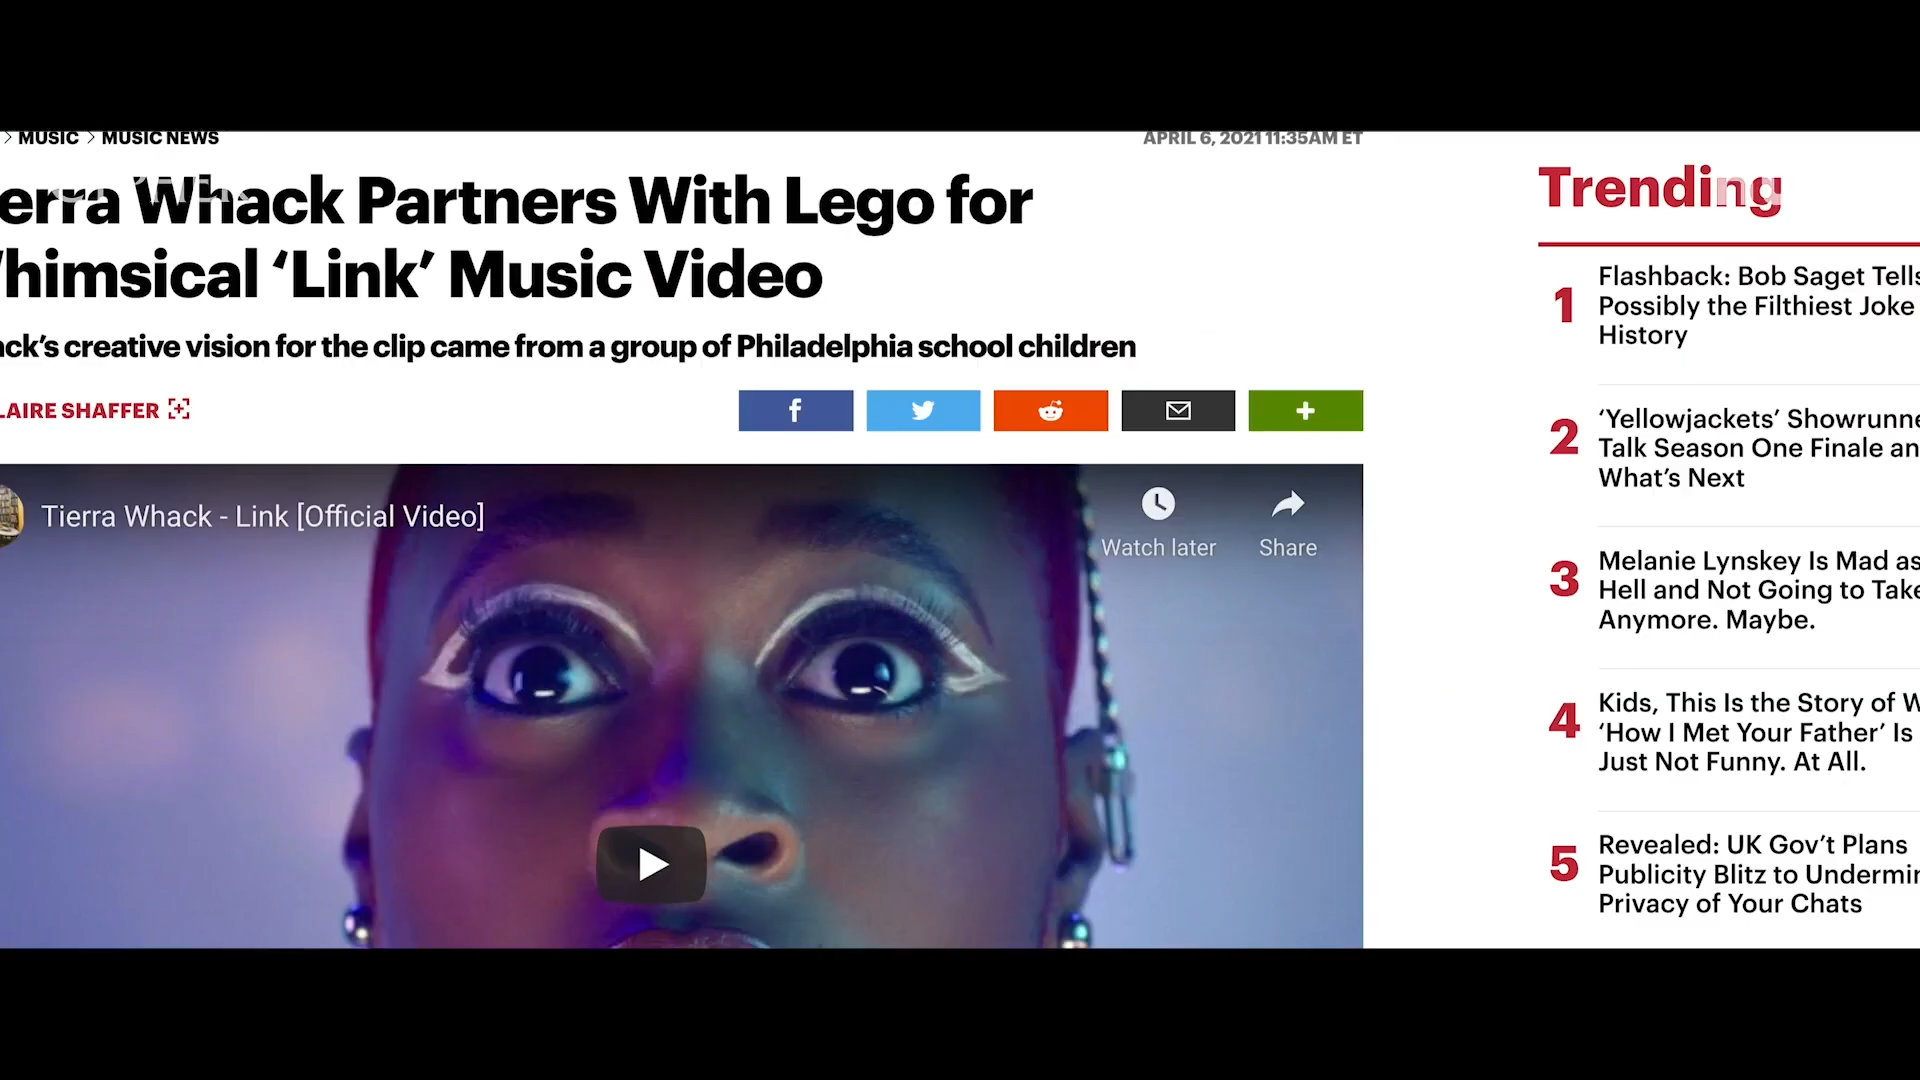 > MUSIC > MUSIC NEWS
APRIL 6, 2021 11:35AM ET
erra Whack Partners With Lego for
himsical ‘Link’ Music Video
ack’s creative vision for the clip came from a group of Philadelphia school children
LAIRE SHAFFER
Tierra Whack - Link [Official Video]
Watch later
Share
Trending
1
Flashback: Bob Saget Tells
Possibly the Filthiest Joke
History
2
‘Yellowjackets’ Showrunne
Talk Season One Finale an
What’s Next
3
Melanie Lynskey Is Mad as
Hell and Not Going to Take
Anymore. Maybe.
4
Kids, This Is the Story of W
‘How I Met Your Father’ Is
Just Not Funny. At All.
5
Revealed: UK Gov’t Plans
Publicity Blitz to Undermin
Privacy of Your Chats